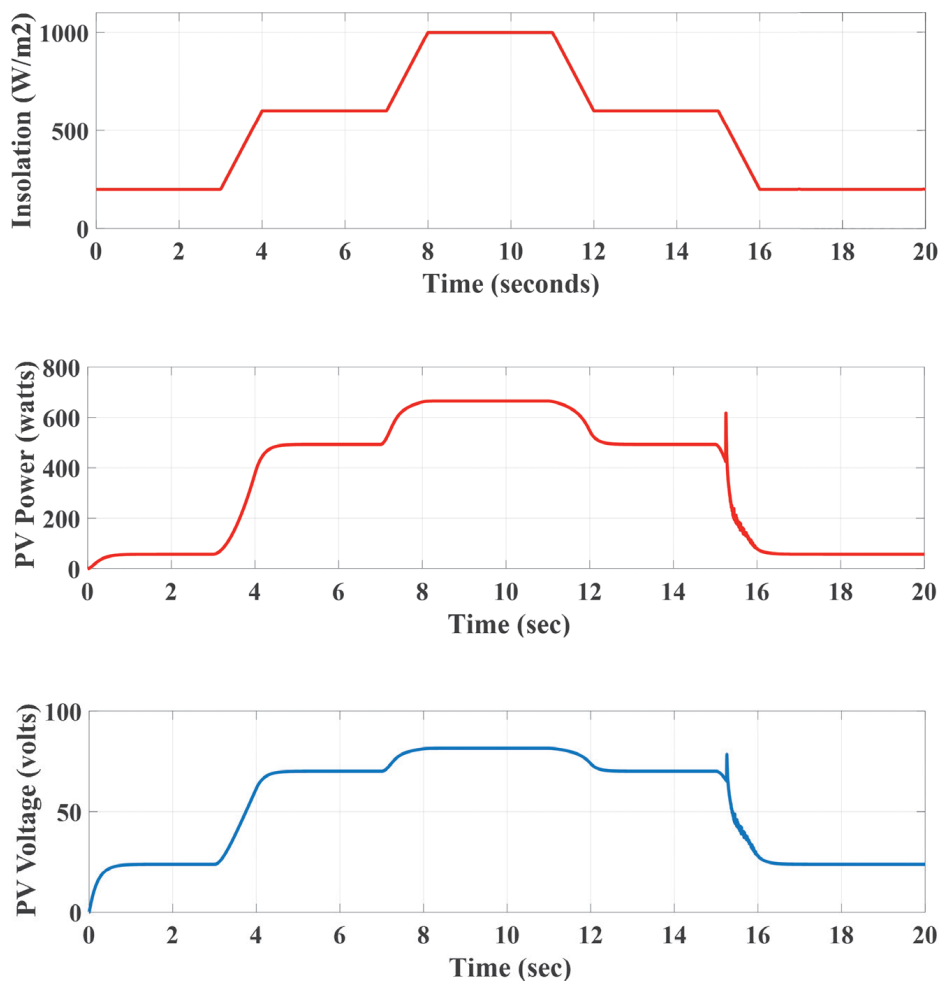 Insolation (W/m2)
1000
500
0
0 2 4 6 8 10 12 14 16 18 20
Time (seconds)
PV Power (watts)
800
600
400
200
0
0 2 4 6 8 10 12 14 16 18 20
Time (sec)
PV Voltage (volts)
100
50
0
0 2 4 6 8 10 12 14 16 18 20
Time (sec)